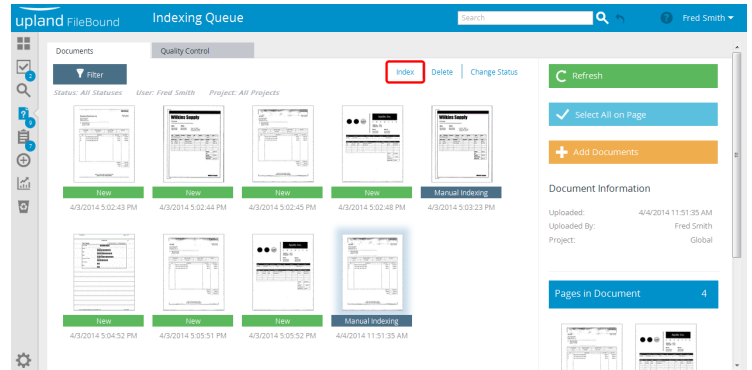 upland FileBound
Indexing Queue
Search
Fred Smith
Documents
Quality Control
Filter
Index
Delete
Change Status
Status: All Statuses User: Fred Smith Project: All Projects
2
9
7
Wilkins Supply
Wilkins Supply
New
New
New
New
Manual Indexing
4/3/2014 5:02:43 PM
4/3/2014 5:02:44 PM
4/3/2014 5:02:45 PM
4/3/2014 5:02:48 PM
4/3/2014 5:03:23 PM
New
New
New
Manual Indexing
4/3/2014 5:04:52 PM
4/3/2014 5:05:51 PM
4/3/2014 5:05:52 PM
4/4/2014 11:51:35 AM
Refresh
Select All on Page
Add Documents
Document Information
Uploaded: 4/4/2014 11:51:35 AM
Uploaded By: Fred Smith
Project: Global
Pages in Document 4